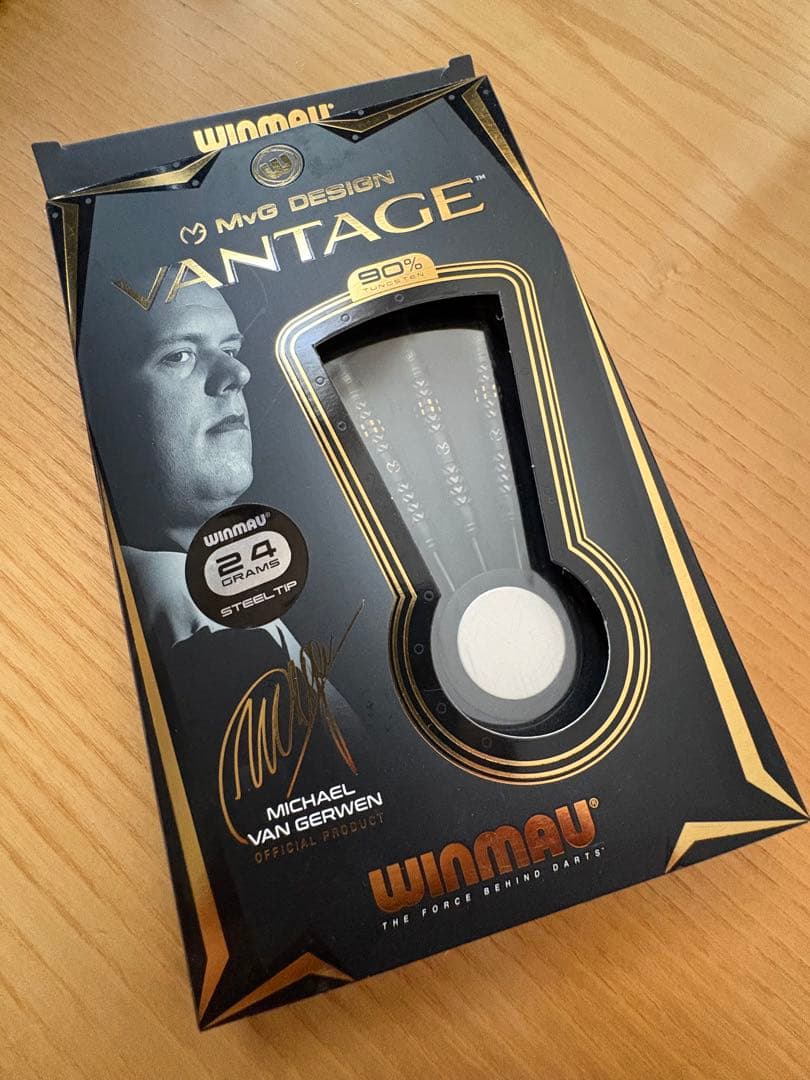 WINMAU®
MvG DESIGN
VANTAGE™
90%
TUNGSTEN
WINMAU®
24
GRAMS
STEELTIP
MICHAEL
VAN GERWEN
OFFICIAL PRODUCT
WINMAU®
THE FORCE BEHIND DARTS™